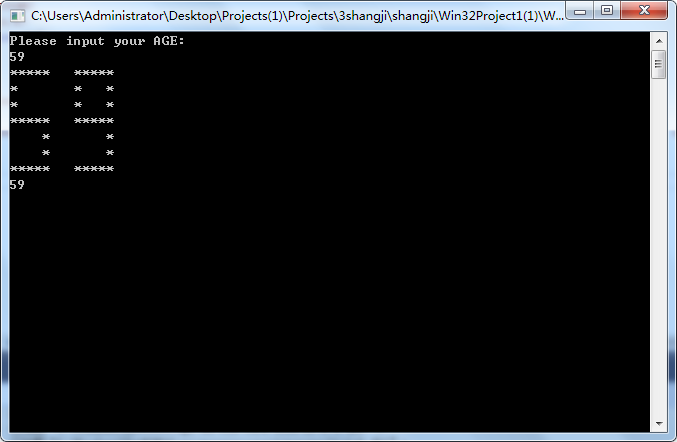 C:\Users\Administrator\Desktop\Projects(1)\Projects\3shangji\shangji\Win32Project1(1)\W...
Please input your AGE:
59
*****   *****
*       *   *
*       *   *
*****   *****
    *       *
    *       *
*****   *****
59